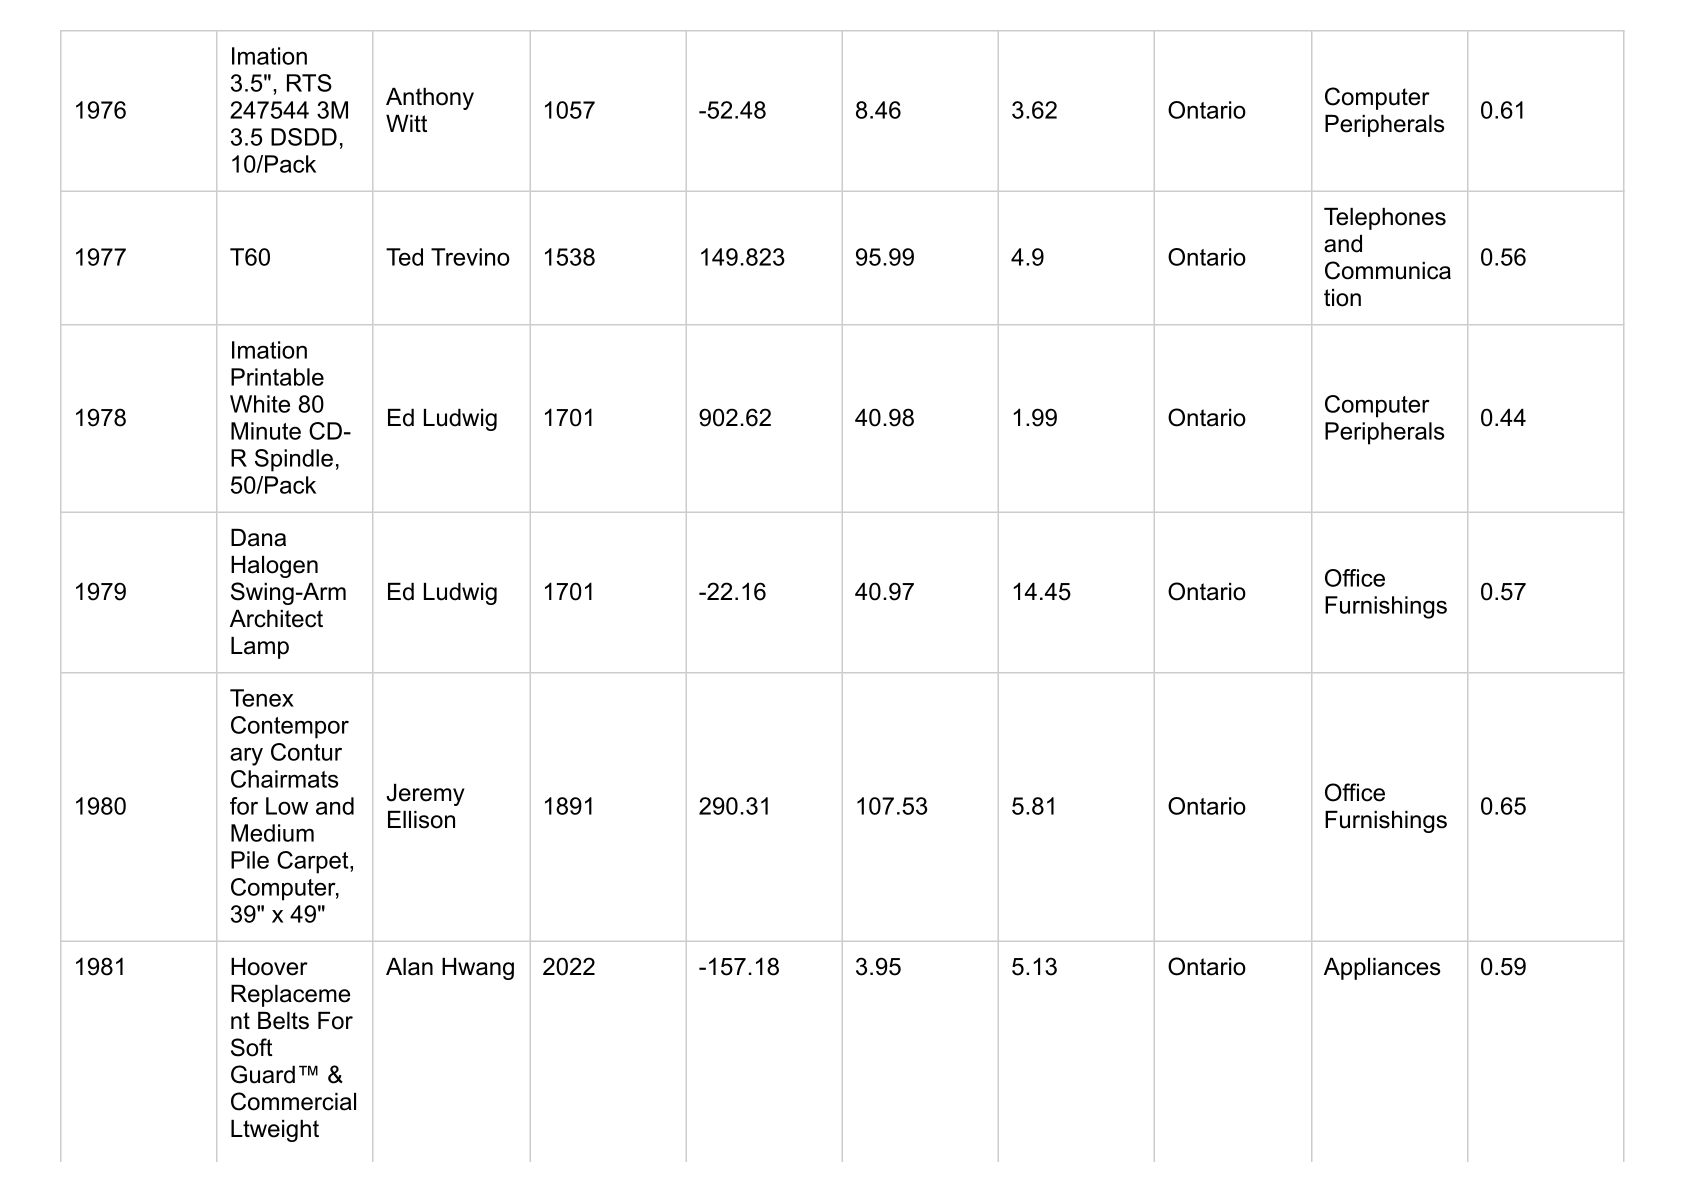 1976
Imation
3.5", RTS
247544 3M
3.5 DSDD,
10/Pack
Anthony
Witt
1057
-52.48
8.46
3.62
Ontario
Computer
Peripherals
0.61
1977
T60
Ted Trevino
1538
149.823
95.99
4.9
Ontario
Telephones
and
Communica
tion
0.56
1978
Imation
Printable
White 80
Minute CD-
R Spindle,
50/Pack
Ed Ludwig
1701
902.62
40.98
1.99
Ontario
Computer
Peripherals
0.44
1979
Dana
Halogen
Swing-Arm
Architect
Lamp
Ed Ludwig
1701
-22.16
40.97
14.45
Ontario
Office
Furnishings
0.57
1980
Tenex
Contempor
ary Contur
Chairmats
for Low and
Medium
Pile Carpet,
Computer,
39" x 49"
Jeremy
Ellison
1891
290.31
107.53
5.81
Ontario
Office
Furnishings
0.65
1981
Hoover
Replaceme
nt Belts For
Soft
Guard™ &
Commercial
Ltweight
Alan Hwang
2022
-157.18
3.95
5.13
Ontario
Appliances
0.59